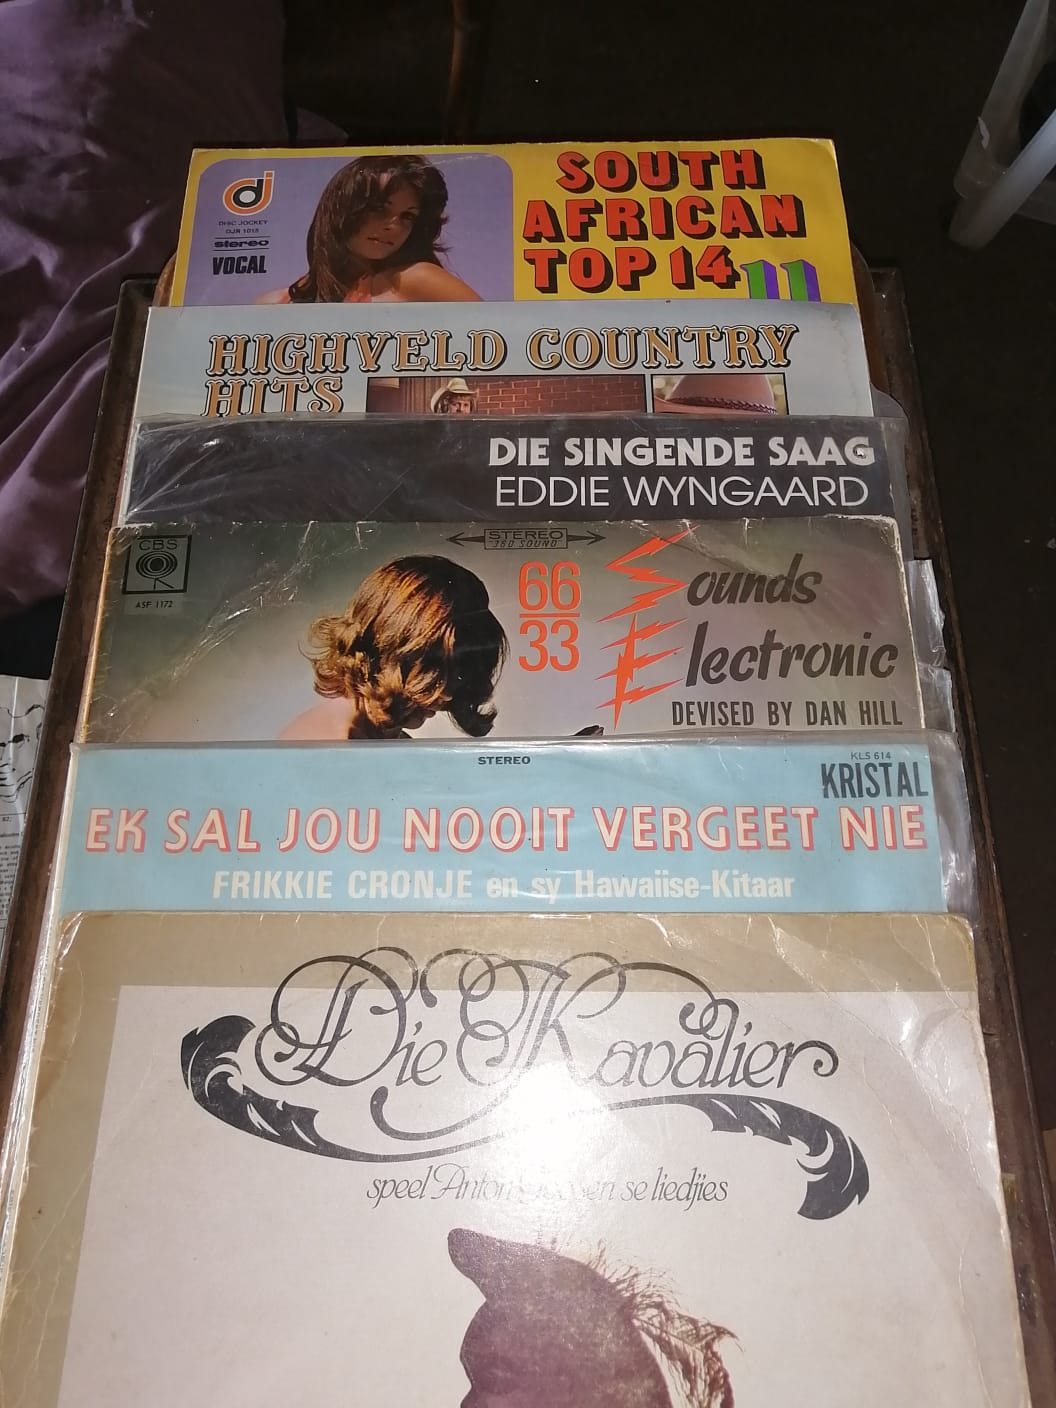 DISC JOCKEY
DJR 1018
stereo
VOCAL
SOUTH
AFRICAN
TOP 14
11
HIGHVELD COUNTRY
HITS
DIE SINGENDE SAAG
EDDIE WYNGAARD
CBS
ASF 1172
STEREO
"360 SOUND"
66
33
Sounds
Electronic
DEVISED BY DAN HILL
STEREO
KLS 614
KRISTAL
EK SAL JOU NOOIT VERGEET NIE
FRIKKIE CRONJE en sy Hawaiise-Kitaar
Die Kavalier
speel Anton se liedjies